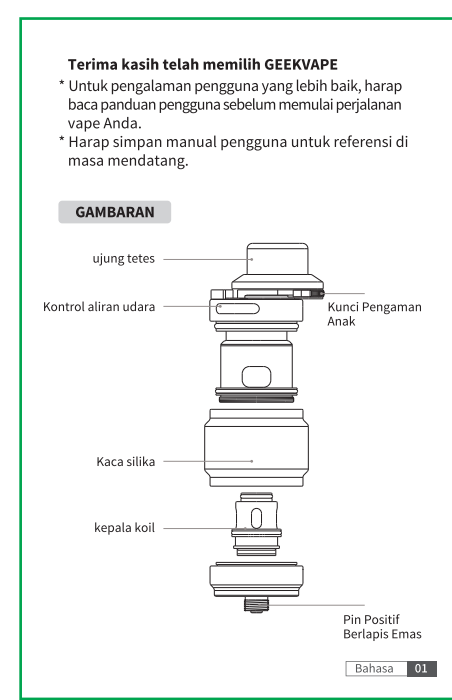 Terima kasih telah memilih GEEKVAPE
* Untuk pengalaman pengguna yang lebih baik, harap
baca panduan pengguna sebelum memulai perjalanan
vape Anda.
* Harap simpan manual pengguna untuk referensi di
masa mendatang.
GAMBARAN
ujung tetes
Kontrol aliran udara
Kunci Pengaman
Anak
Kaca silika
kepala koil
Pin Positif
Berlapis Emas
Bahasa 01